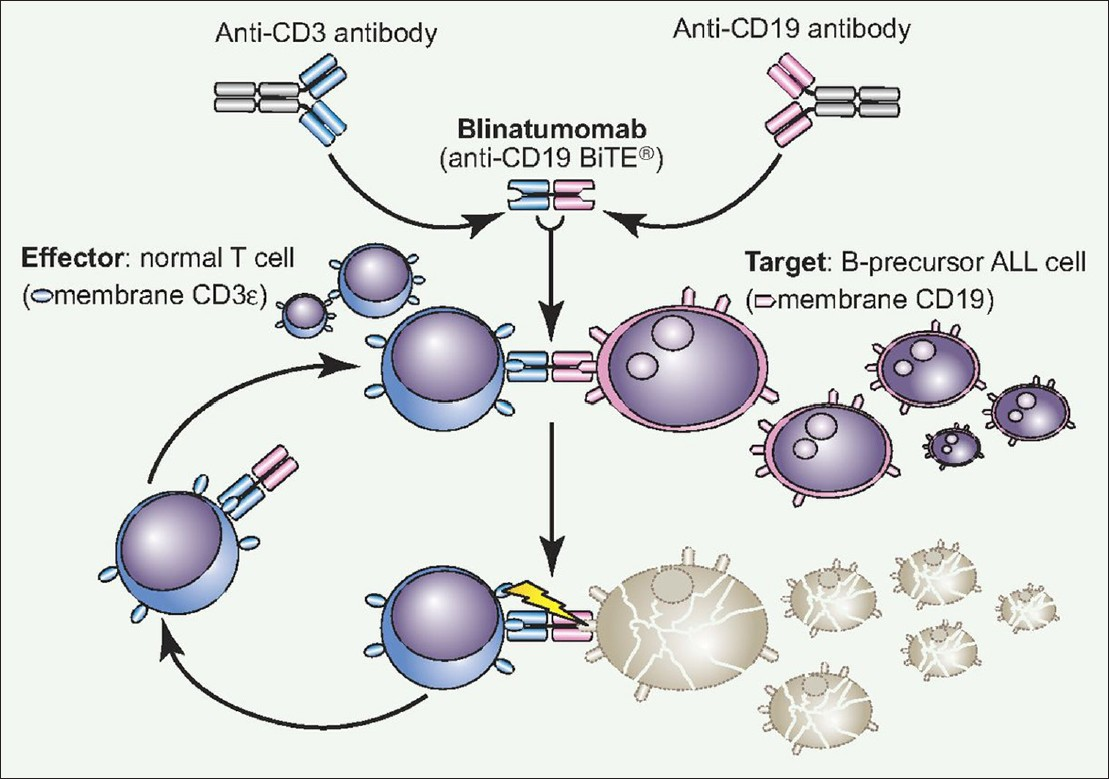 Anti-CD3 antibody
Anti-CD19 antibody
Blinatumomab
(anti-CD19 BiTE®)
Effector: normal T cell
(membrane CD3ε)
Target: B-precursor ALL cell
(membrane CD19)